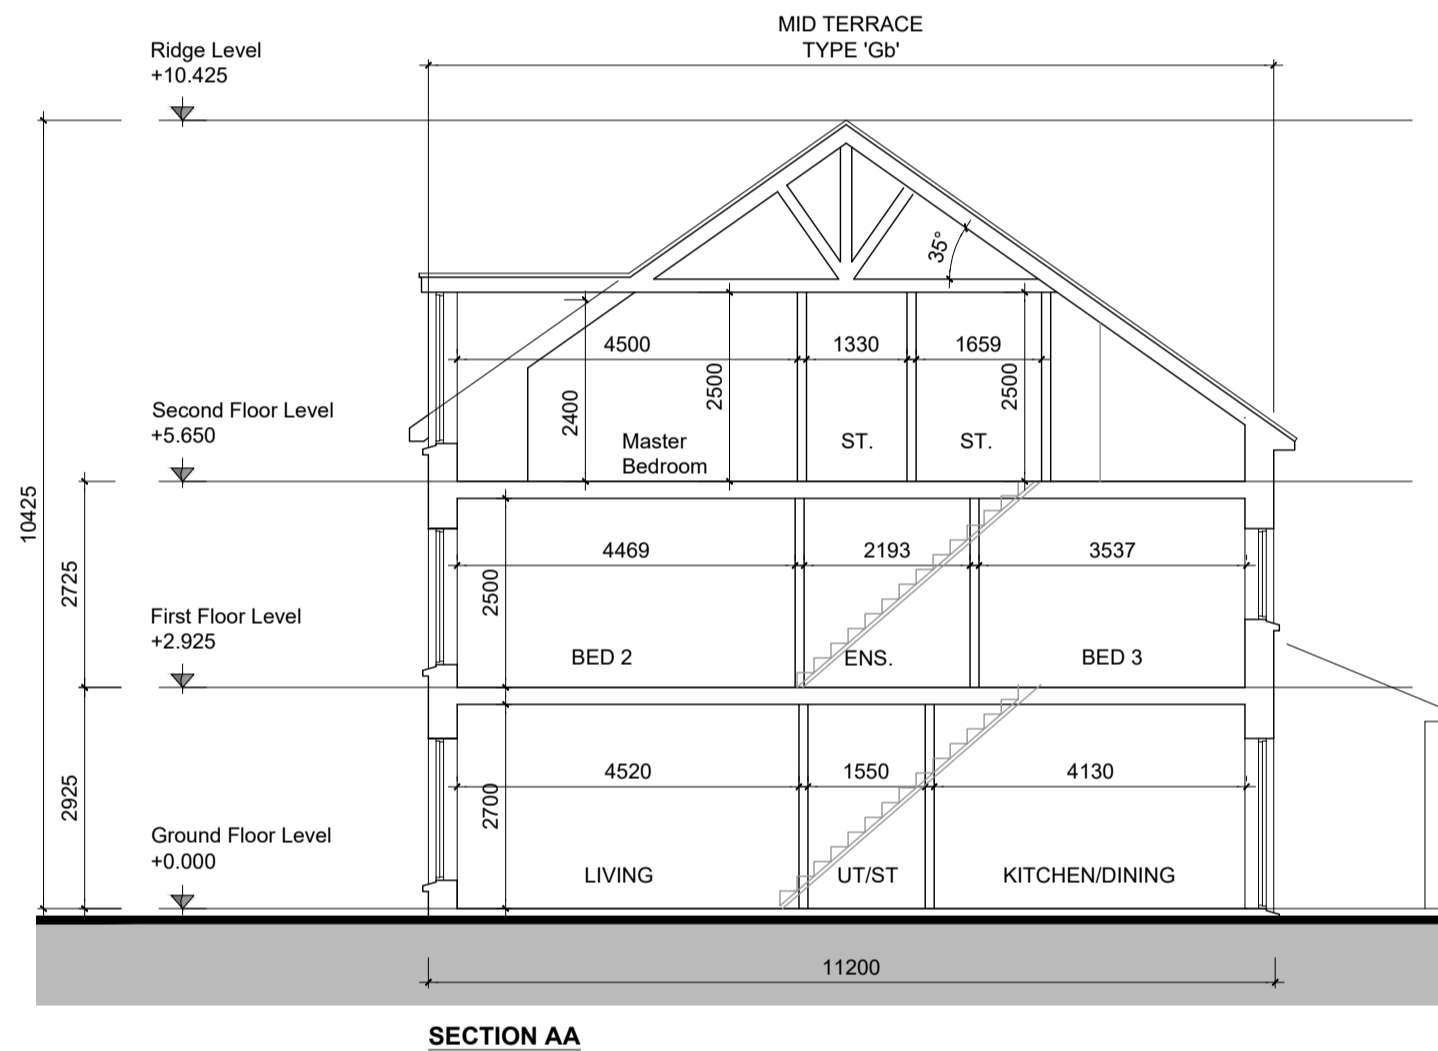 MID TERRACE
TYPE 'Gb'
Ridge Level
+10.425
35°
4500
1330
1659
2400
2500
2500
Second Floor Level
+5.650
Master
Bedroom
ST.
ST.
10425
2725
4469
2193
3537
2500
First Floor Level
+2.925
BED 2
ENS.
BED 3
2925
4520
1550
4130
2700
Ground Floor Level
+0.000
LIVING
UT/ST
KITCHEN/DINING
11200
SECTION AA